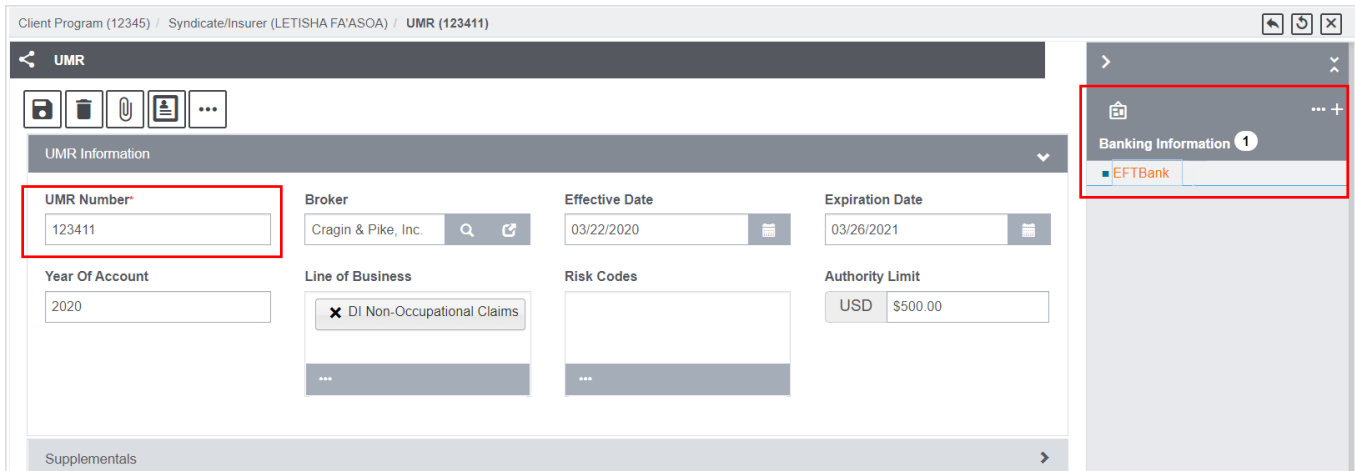 Client Program (12345) / Syndicate/Insurer (LETISHA FA'ASOA) / UMR (123411)
UMR
UMR Information
UMR Number*
Broker
Effective Date
Expiration Date
123411
Cragin & Pike, Inc.
03/22/2020
03/26/2021
Year Of Account
Line of Business
Risk Codes
Authority Limit
2020
DI Non-Occupational Claims
USD $500.00
Supplementals
Banking Information 1
EFTBank